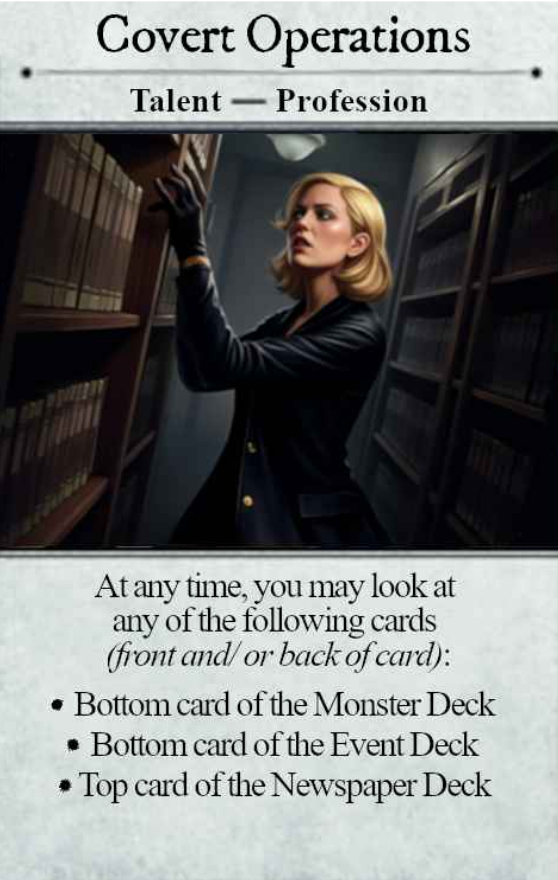 Covert Operations
Talent — Profession
At any time, you may look at
any of the following cards
(front and/ or back of card):
• Bottom card of the Monster Deck
• Bottom card of the Event Deck
• Top card of the Newspaper Deck